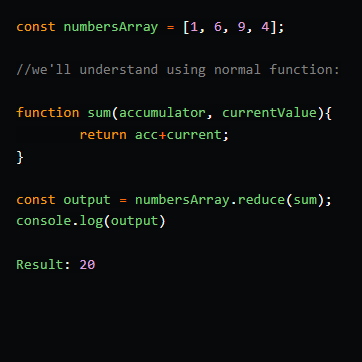 const numbersArray = [1, 6, 9, 4];
//we'll understand using normal function:
function sum(accumulator, currentValue){
return acc+current;
}
const output = numbersArray.reduce(sum);
console.log(output)
Result: 20